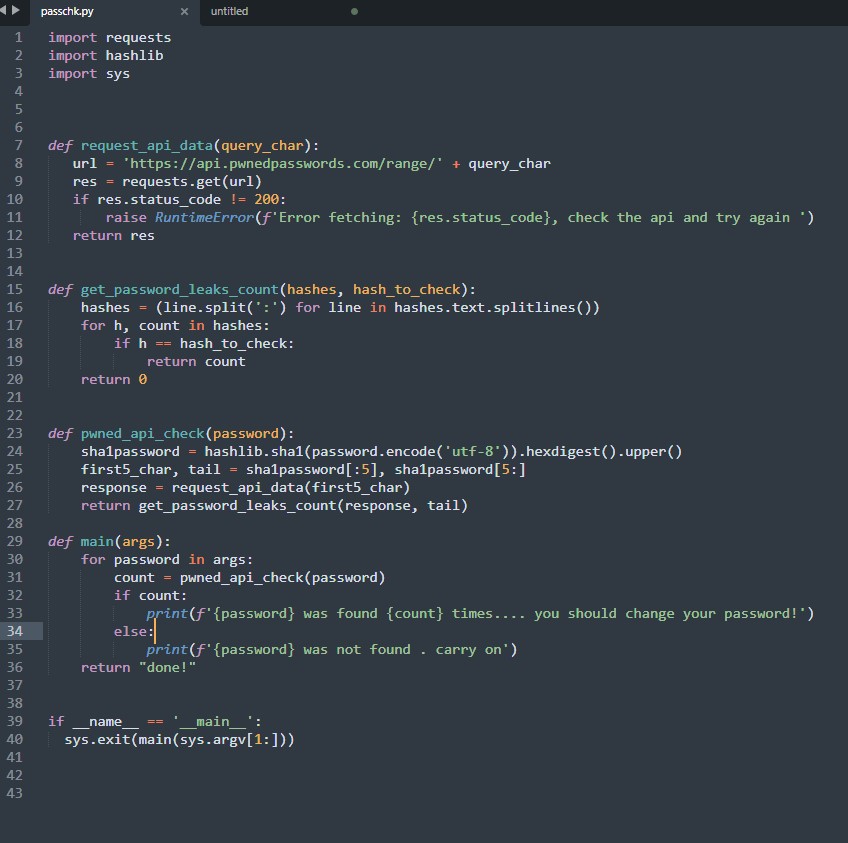 passchk.py × untitled
1 import requests
2 import hashlib
3 import sys
4
5
6
7 def request_api_data(query_char):
8    url = 'https://api.pwnedpasswords.com/range/' + query_char
9    res = requests.get(url)
10    if res.status_code != 200:
11        raise RuntimeError(f'Error fetching: {res.status_code}, check the api and try again ')
12    return res
13
14
15 def get_password_leaks_count(hashes, hash_to_check):
16     hashes = (line.split(':') for line in hashes.text.splitlines())
17     for h, count in hashes:
18         if h == hash_to_check:
19             return count
20     return 0
21
22
23 def pwned_api_check(password):
24     sha1password = hashlib.sha1(password.encode('utf-8')).hexdigest().upper()
25     first5_char, tail = sha1password[:5], sha1password[5:]
26     response = request_api_data(first5_char)
27     return get_password_leaks_count(response, tail)
28
29 def main(args):
30     for password in args:
31         count = pwned_api_check(password)
32         if count:
33             print(f'{password} was found {count} times.... you should change your password!')
34         else:
35             print(f'{password} was not found . carry on')
36     return "done!"
37
38
39 if __name__ == '__main__':
40   sys.exit(main(sys.argv[1:]))
41
42
43